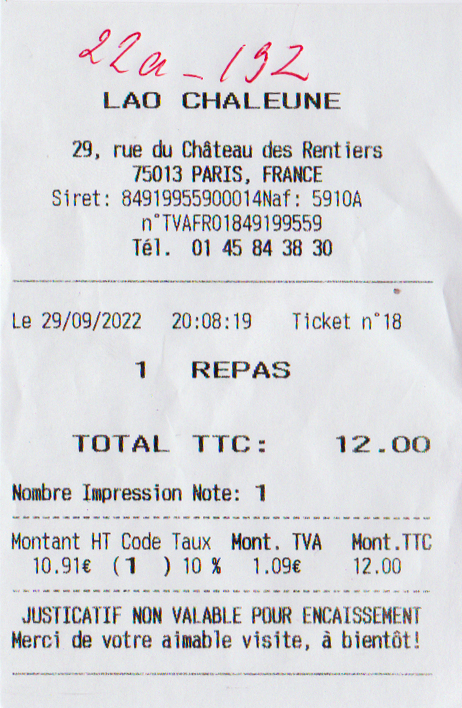 22a-192
LAO CHALEUNE
29, rue du Château des Rentiers
75013 PARIS, FRANCE
Siret: 84919955900014Naf: 5910A
n°TVAFR01849199559
Tél. 01 45 84 38 30
Le 29/09/2022 20:08:19 Ticket n°18
1 REPAS
TOTAL TTC: 12.00
Nombre Impression Note: 1
Montant HT Code Taux Mont. TVA Mont.TTC
10.91€ (1 ) 10 % 1.09€ 12.00
JUSTICATIF NON VALABLE POUR ENCAISSEMENT
Merci de votre aimable visite, à bientôt!